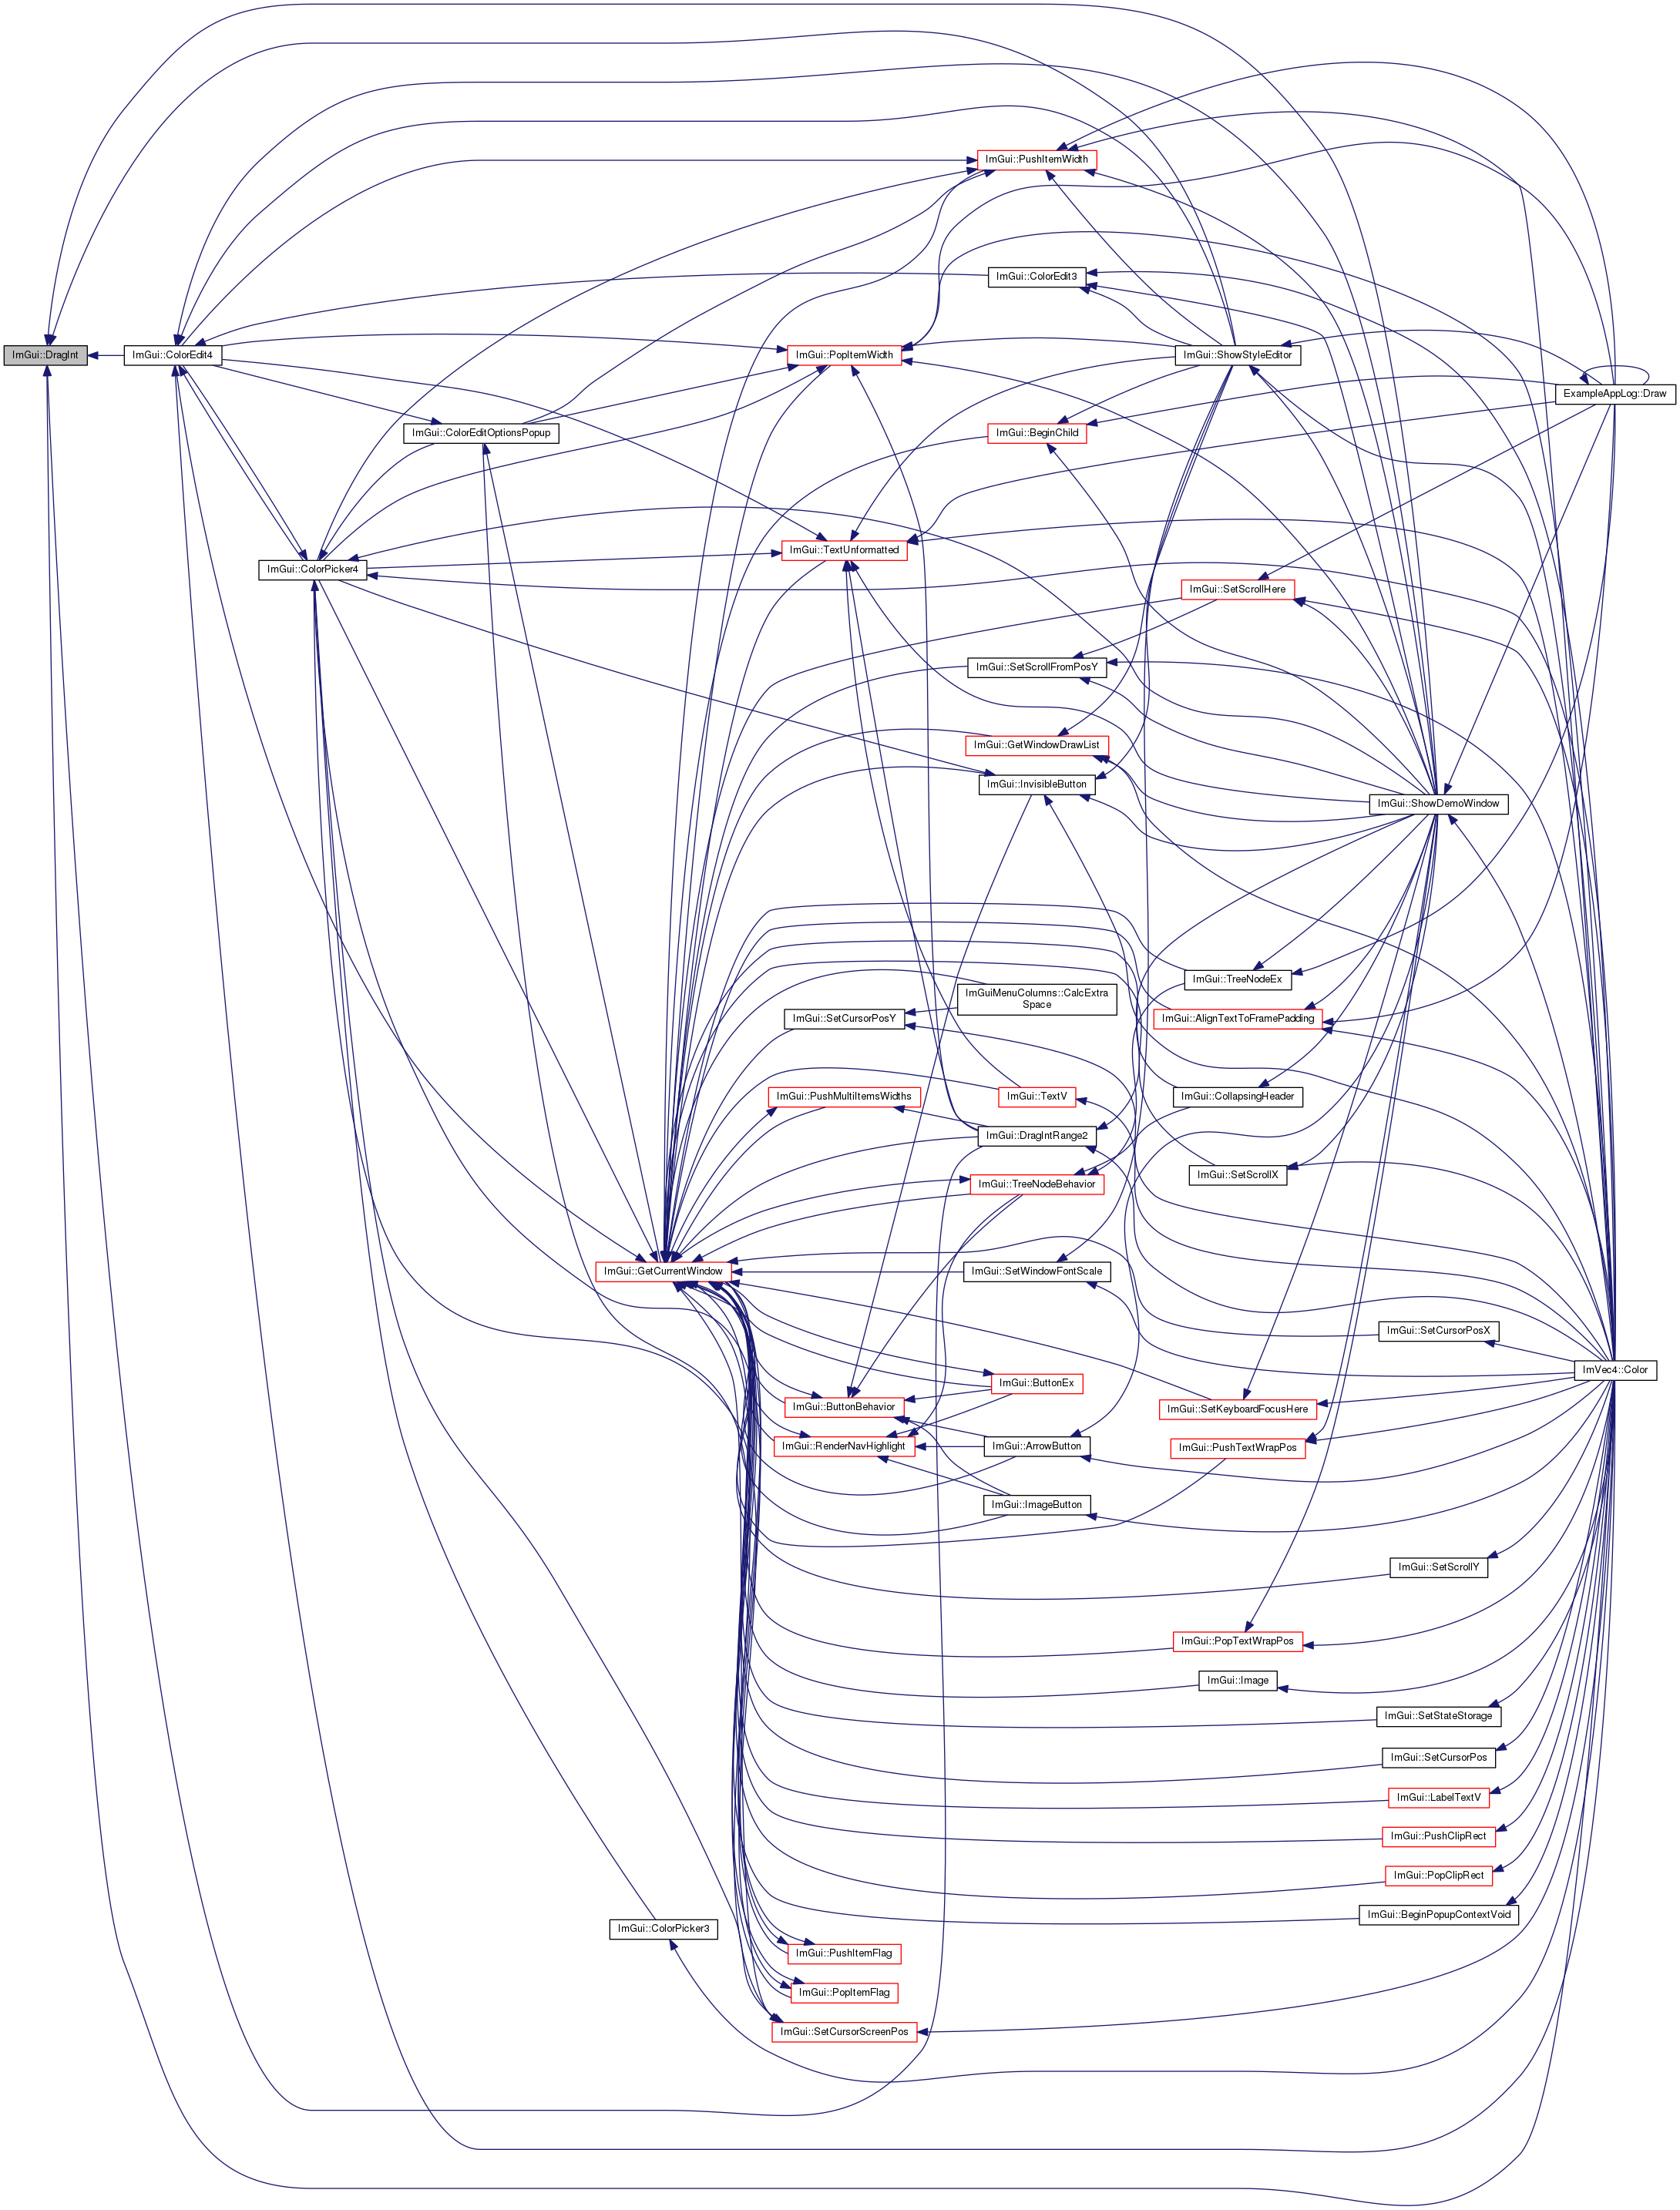 ImGui::PushItemWidth
ImGui::ColorEdit3
ImGui::DragInt
ImGui::ColorEdit4
ImGui::PopItemWidth
ImGui::ShowStyleEditor
ExampleAppLog::Draw
ImGui::ColorEditOptionsPopup
ImGui::BeginChild
ImGui::TextUnformatted
ImGui::ColorPicker4
ImGui::SetScrollHere
ImGui::SetScrollFromPosY
ImGui::GetWindowDrawList
ImGui::InvisibleButton
ImGui::ShowDemoWindow
ImGui::TreeNodeEx
ImGuiMenuColumns::CalcExtra
Space
ImGui::SetCursorPosY
ImGui::AlignTextToFramePadding
ImGui::PushMultiItemsWidths
ImGui::TextV
ImGui::CollapsingHeader
ImGui::DragIntRange2
ImGui::SetScrollX
ImGui::TreeNodeBehavior
ImGui::GetCurrentWindow
ImGui::SetWindowFontScale
ImGui::SetCursorPosX
ImVec4::Color
ImGui::ButtonEx
ImGui::ButtonBehavior
ImGui::SetKeyboardFocusHere
ImGui::RenderNavHighlight
ImGui::ArrowButton
ImGui::PushTextWrapPos
ImGui::ImageButton
ImGui::SetScrollY
ImGui::PopTextWrapPos
ImGui::Image
ImGui::SetStateStorage
ImGui::SetCursorPos
ImGui::LabelTextV
ImGui::PushClipRect
ImGui::PopClipRect
ImGui::BeginPopupContextVoid
ImGui::ColorPicker3
ImGui::PushItemFlag
ImGui::PopItemFlag
ImGui::SetCursorScreenPos